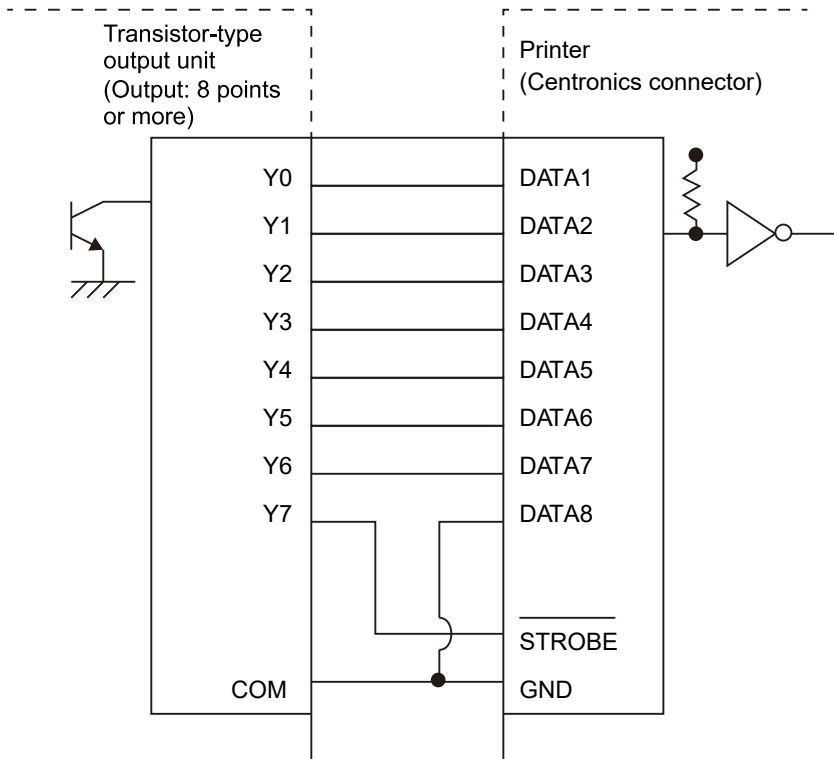 Transistor-type
output unit
(Output: 8 points
or more)
Printer
(Centronics connector)
Y0
DATA1
Y1
DATA2
Y2
DATA3
Y3
DATA4
Y4
DATA5
Y5
DATA6
Y6
DATA7
Y7
DATA8
STROBE
COM
GND